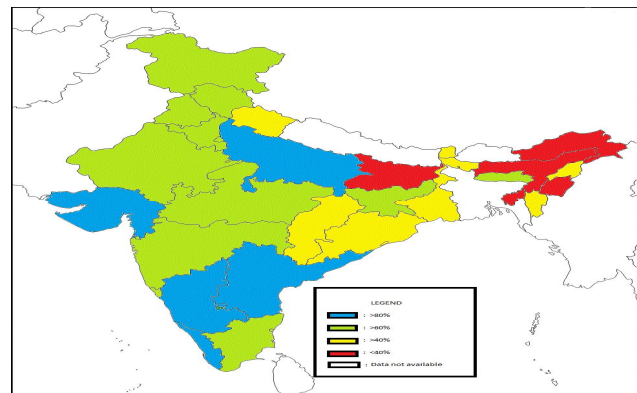 LEGEND
: >80%
: >60%
: >40%
: <40%
: Data not available